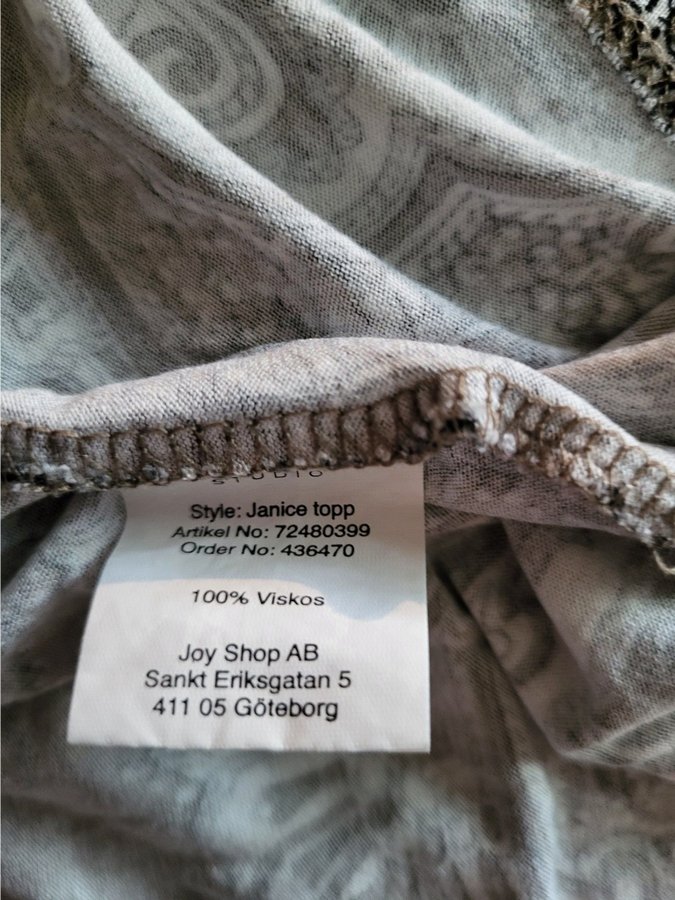 STUDIO
Style: Janice topp
Artikel No: 72480399
Order No: 436470
100% Viskos
Joy Shop AB
Sankt Eriksgatan 5
411 05 Göteborg